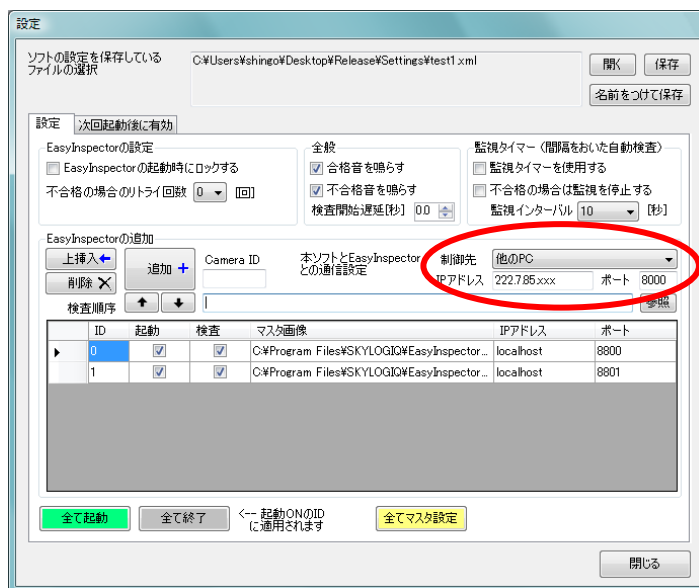 設定
ソフトの設定を保存している
ファイルの選択
C:¥Users¥shingo¥Desktop¥Release¥Settings¥test1.xml
開く
保存
名前をつけて保存
設定
次回起動後に有効
EasyInspectorの設定
EasyInspectorの起動時にロックする
不合格の場合のリトライ回数 0 [回]
全般
合格音を鳴らす
不合格音を鳴らす
検査開始遅延[秒] 0.0
監視タイマー（間隔をおいた自動検査）
監視タイマーを使用する
不合格の場合は監視を停止する
監視インターバル 10 [秒]
EasyInspectorの追加
上挿入
削除
追加 +
Camera ID
本ソフトとEasyInspector
との通信設定
制御先 他のPC
IPアドレス 222.7.85.xxx ポート 8000
検査順序
参照
ID 起動 検査 マスタ画像 IPアドレス ポート
0 C:¥Program Files¥SKYLOGIQ¥EasyInspector... localhost 8800
1 C:¥Program Files¥SKYLOGIQ¥EasyInspector... localhost 8801
全て起動
全て終了
<-- 起動ONのID
に適用されます
全てマスタ設定
閉じる